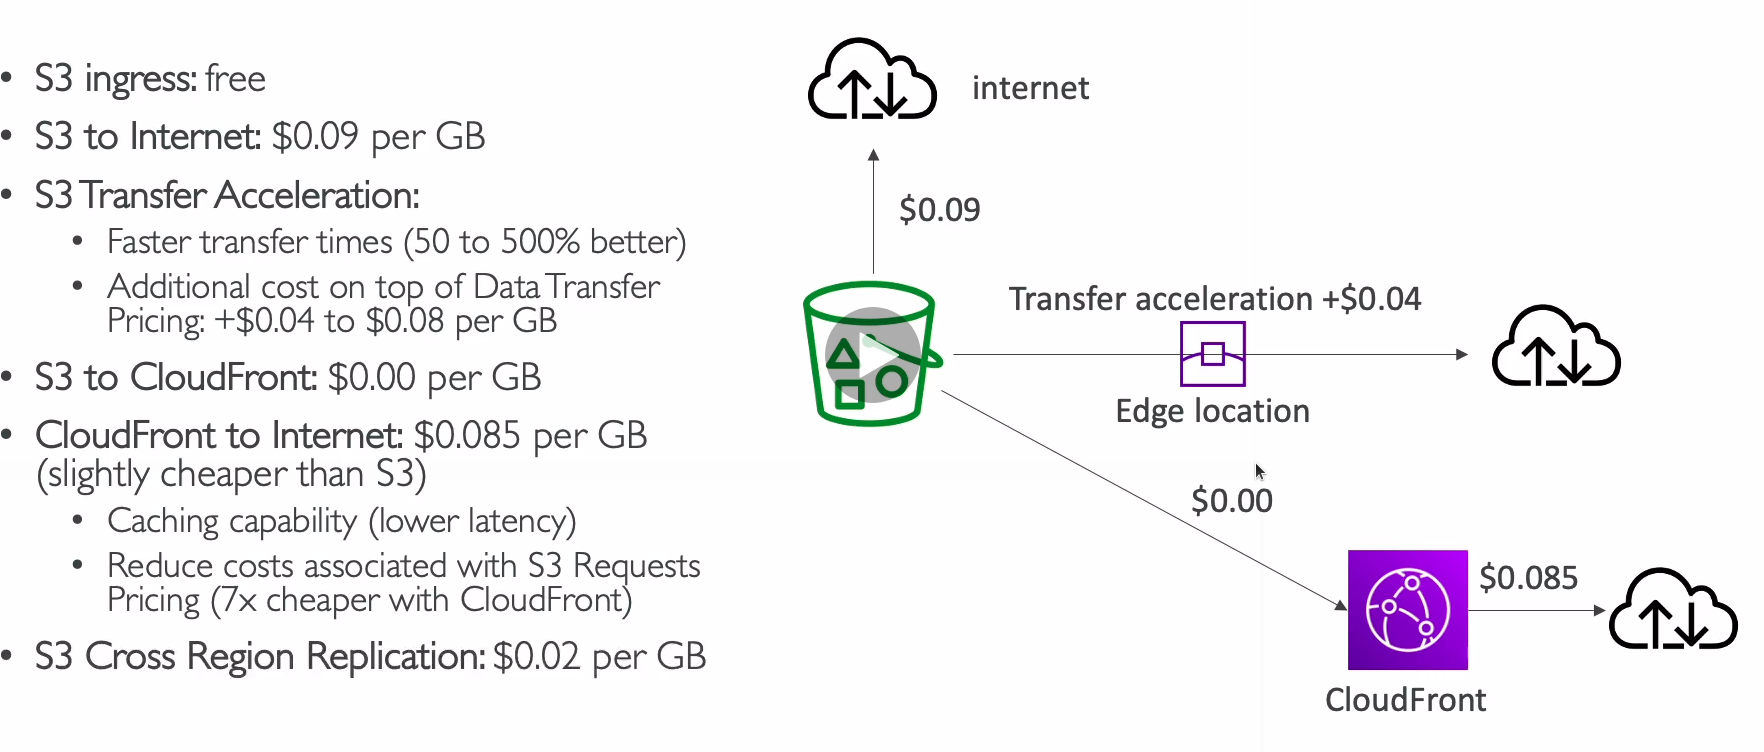 • S3 ingress: free
• S3 to Internet: $0.09 per GB
• S3 Transfer Acceleration:
• Faster transfer times (50 to 500% better)
• Additional cost on top of Data Transfer
Pricing: +$0.04 to $0.08 per GB
• S3 to CloudFront: $0.00 per GB
• CloudFront to Internet: $0.085 per GB
(slightly cheaper than S3)
• Caching capability (lower latency)
• Reduce costs associated with S3 Requests
Pricing (7x cheaper with CloudFront)
• S3 Cross Region Replication: $0.02 per GB
internet
$0.09
Transfer acceleration +$0.04
Edge location
$0.00
$0.085
CloudFront